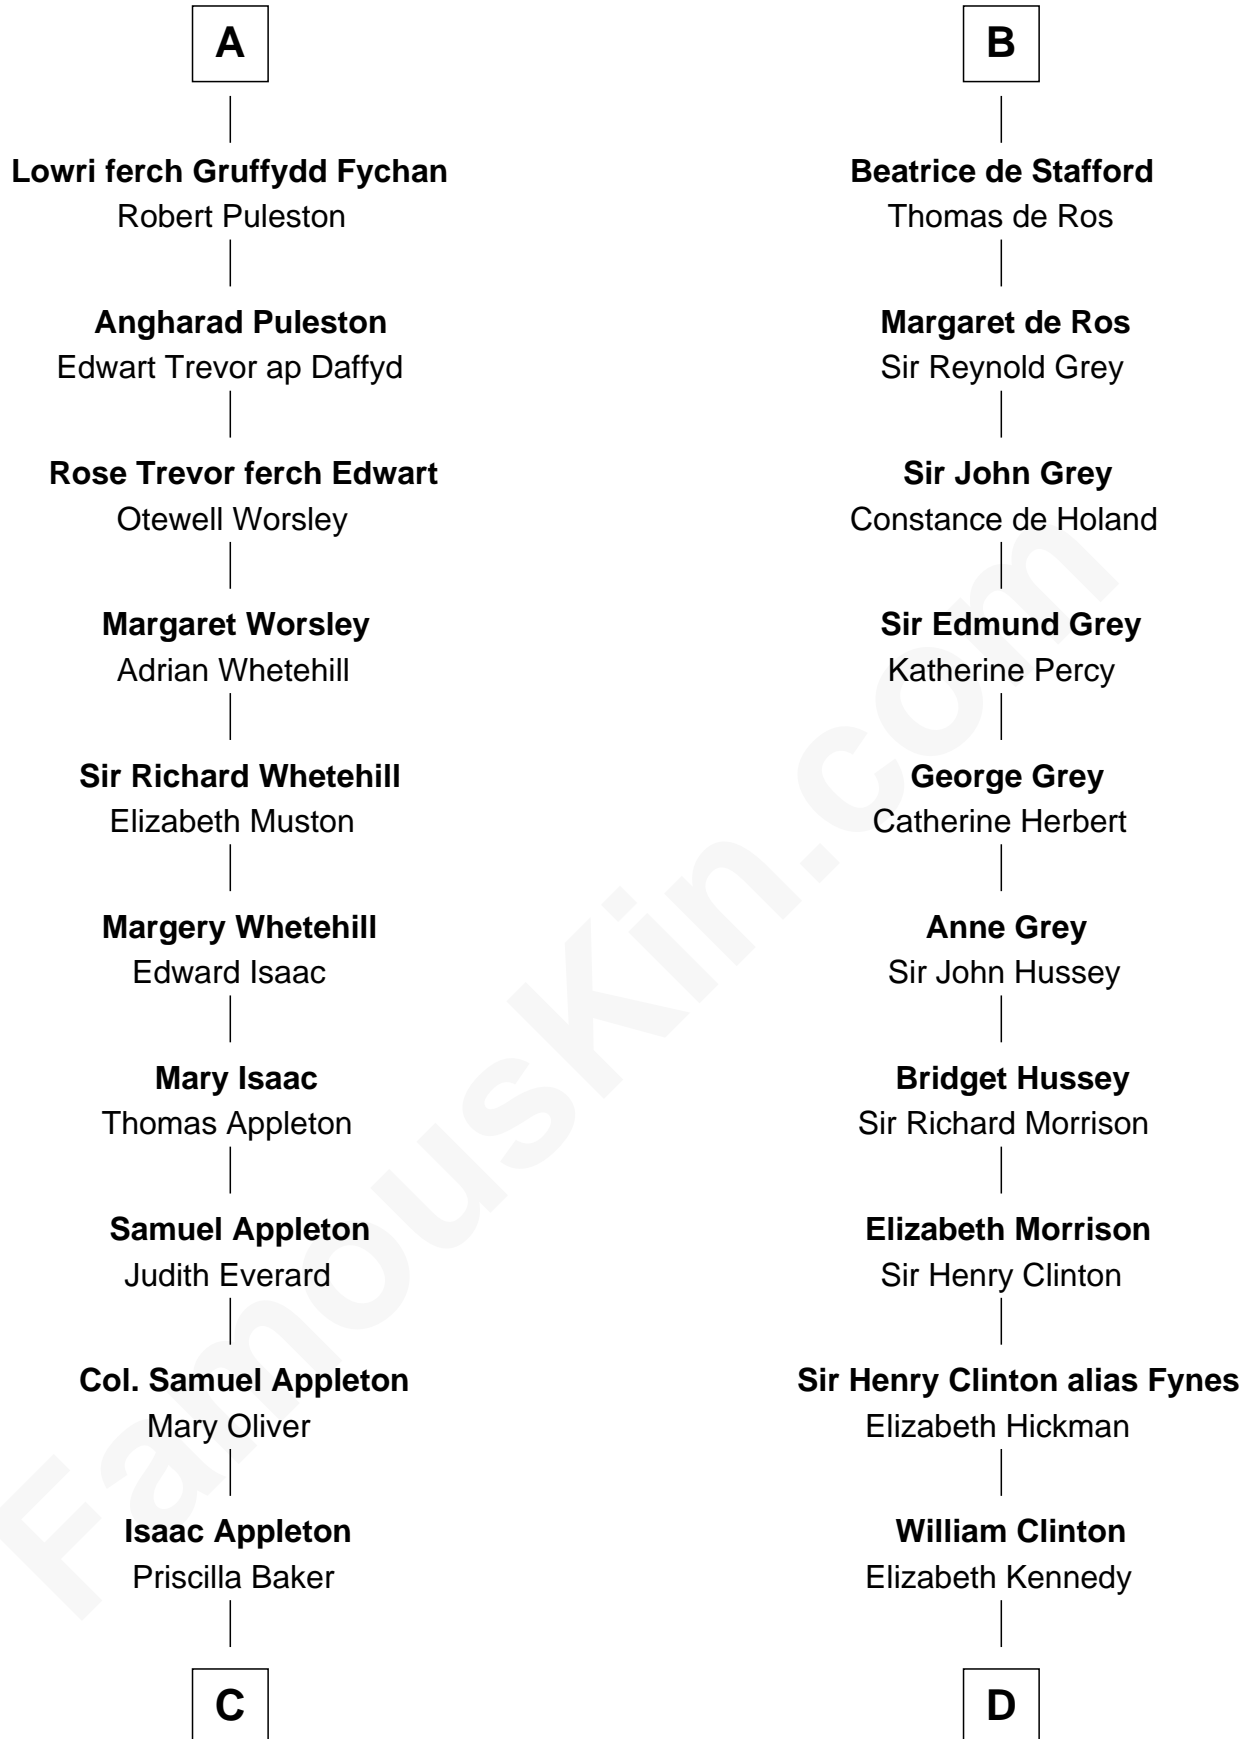 A
Lowri ferch Gruffydd Fychan
Robert Puleston
Angharad Puleston
Edwart Trevor ap Daffyd
Rose Trevor ferch Edwart
Otewell Worsley
Margaret Worsley
Adrian Whetehill
Sir Richard Whetehill
Elizabeth Muston
Margery Whetehill
Edward Isaac
Mary Isaac
Thomas Appleton
Samuel Appleton
Judith Everard
Col. Samuel Appleton
Mary Oliver
Isaac Appleton
Priscilla Baker
C
B
Beatrice de Stafford
Thomas de Ros
Margaret de Ros
Sir Reynold Grey
Sir John Grey
Constance de Holand
Sir Edmund Grey
Katherine Percy
George Grey
Catherine Herbert
Anne Grey
Sir John Hussey
Bridget Hussey
Sir Richard Morrison
Elizabeth Morrison
Sir Henry Clinton
Sir Henry Clinton alias Fynes
Elizabeth Hickman
William Clinton
Elizabeth Kennedy
D
FamousKin.com